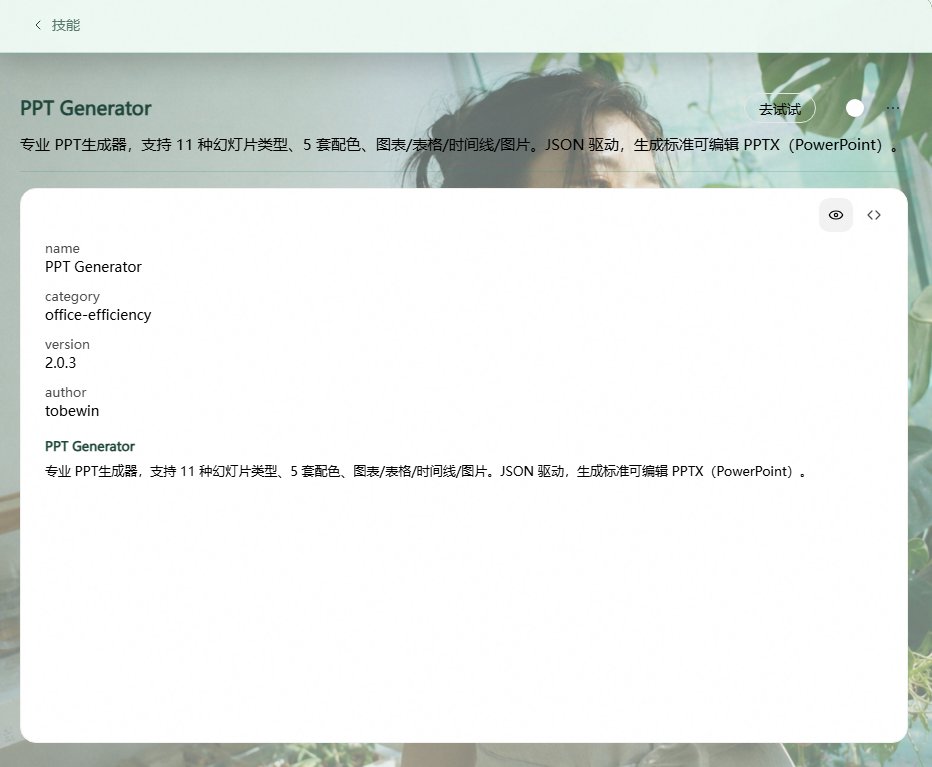 技能
PPT Generator
去试试
专业 PPT生成器，支持 11 种幻灯片类型、5 套配色、图表/表格/时间线/图片。JSON 驱动，生成标准可编辑 PPTX（PowerPoint）。
name
PPT Generator
category
office-efficiency
version
2.0.3
author
tobewin
PPT Generator
专业 PPT生成器，支持 11 种幻灯片类型、5 套配色、图表/表格/时间线/图片。JSON 驱动，生成标准可编辑 PPTX（PowerPoint）。